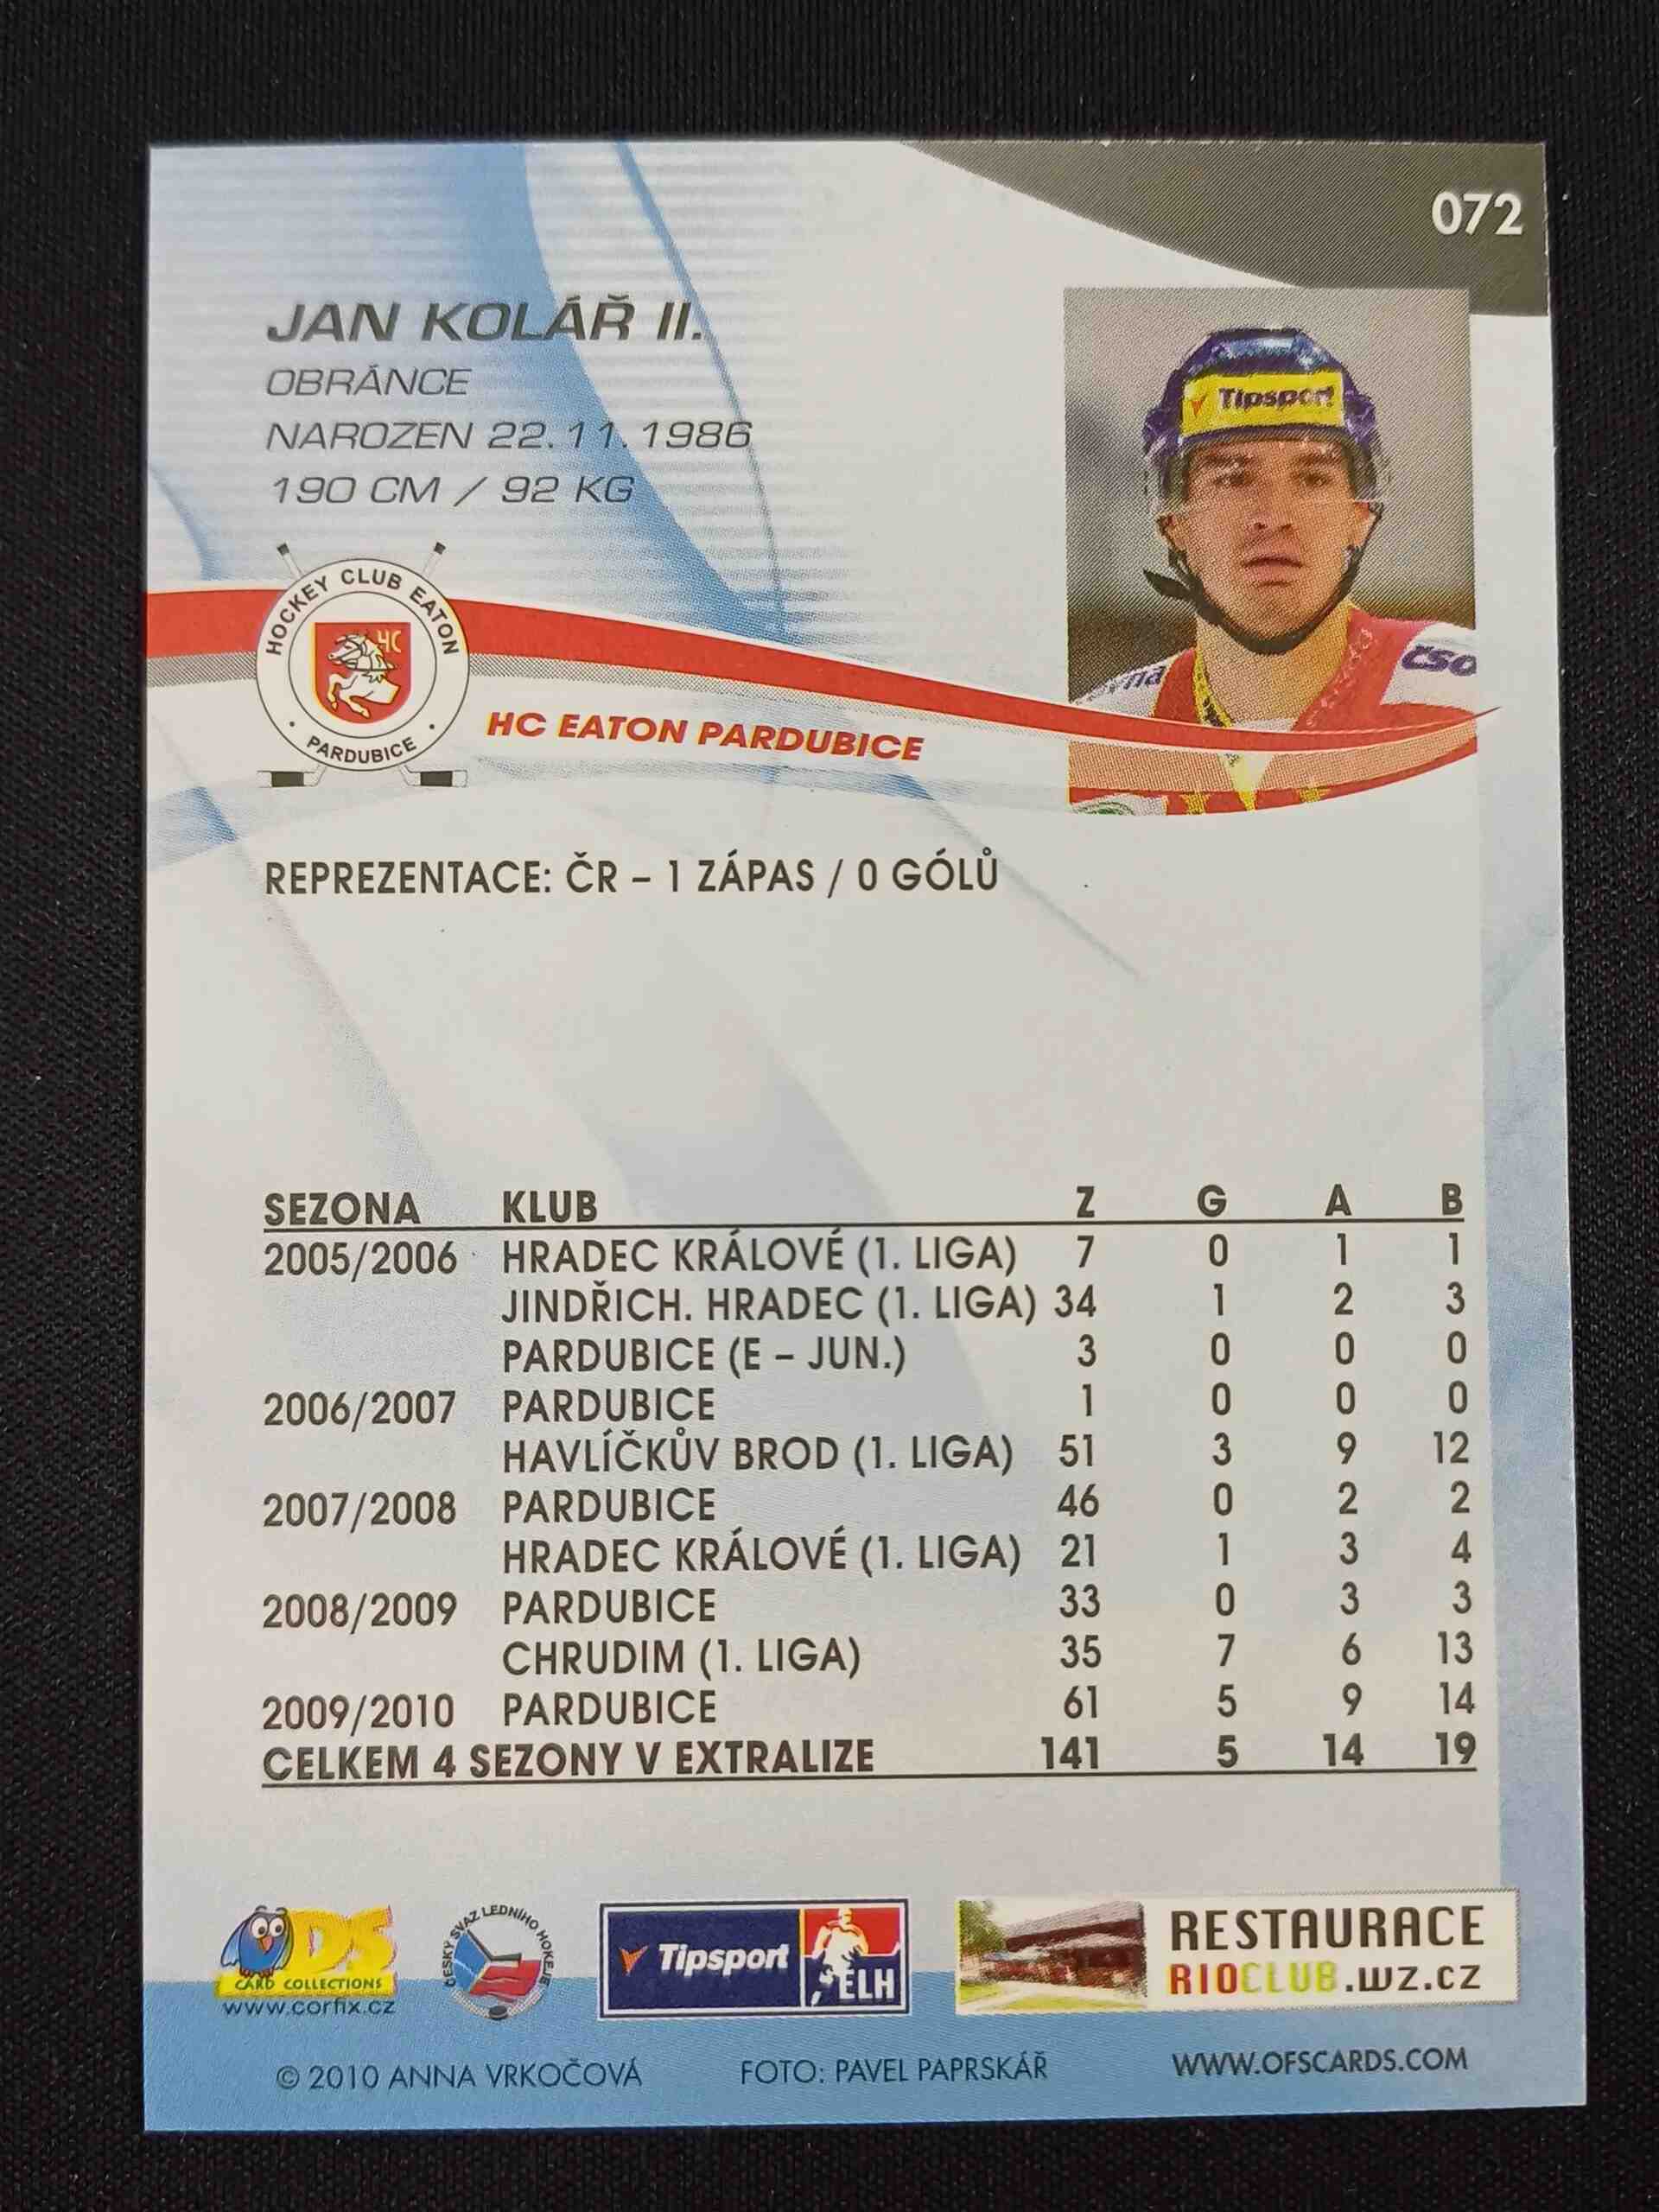 072
JAN KOLÁŘ II.
OBRÁNCE
NAROZEN 22.11.1986
190 CM / 92 KG
Tipsport
ČSO
HOCKEY CLUB EATON
HC
• PARDUBICE •
HC EATON PARDUBICE
REPREZENTACE: ČR – 1 ZÁPAS / 0 GÓLŮ
SEZONA KLUB Z G A B
2005/2006 HRADEC KRÁLOVÉ (1. LIGA) 7 0 1 1
JINDŘICH. HRADEC (1. LIGA) 34 1 2 3
PARDUBICE (E – JUN.) 3 0 0 0
2006/2007 PARDUBICE 1 0 0 0
HAVLÍČKŮV BROD (1. LIGA) 51 3 9 12
2007/2008 PARDUBICE 46 0 2 2
HRADEC KRÁLOVÉ (1. LIGA) 21 1 3 4
2008/2009 PARDUBICE 33 0 3 3
CHRUDIM (1. LIGA) 35 7 6 13
2009/2010 PARDUBICE 61 5 9 14
CELKEM 4 SEZONY V EXTRALIZE 141 5 14 19
DS
CARD COLLECTIONS
www.corfix.cz
ČESKÝ SVAZ LEDNÍHO HOKEJE
Tipsport ELH
RESTAURACE
RIOCLUB.WZ.CZ
© 2010 ANNA VRKOČOVÁ FOTO: PAVEL PAPRSKÁŘ WWW.OFSCARDS.COM